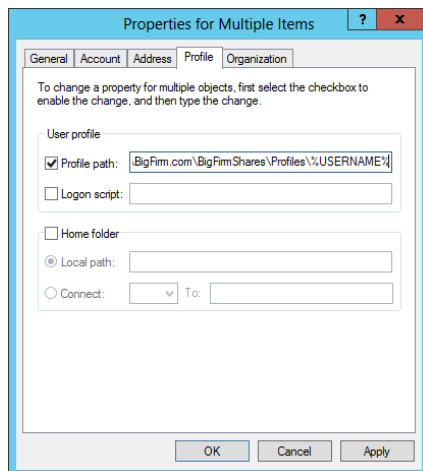 Properties for Multiple Items
? x
General Account Address Profile Organization
To change a property for multiple objects, first select the checkbox to
enable the change, and then type the change.
User profile
Profile path: .BigFirm.com\BigFirmShares\Profiles\%USERNAME%
Logon script:
Home folder
Local path:
Connect: To:
OK Cancel Apply